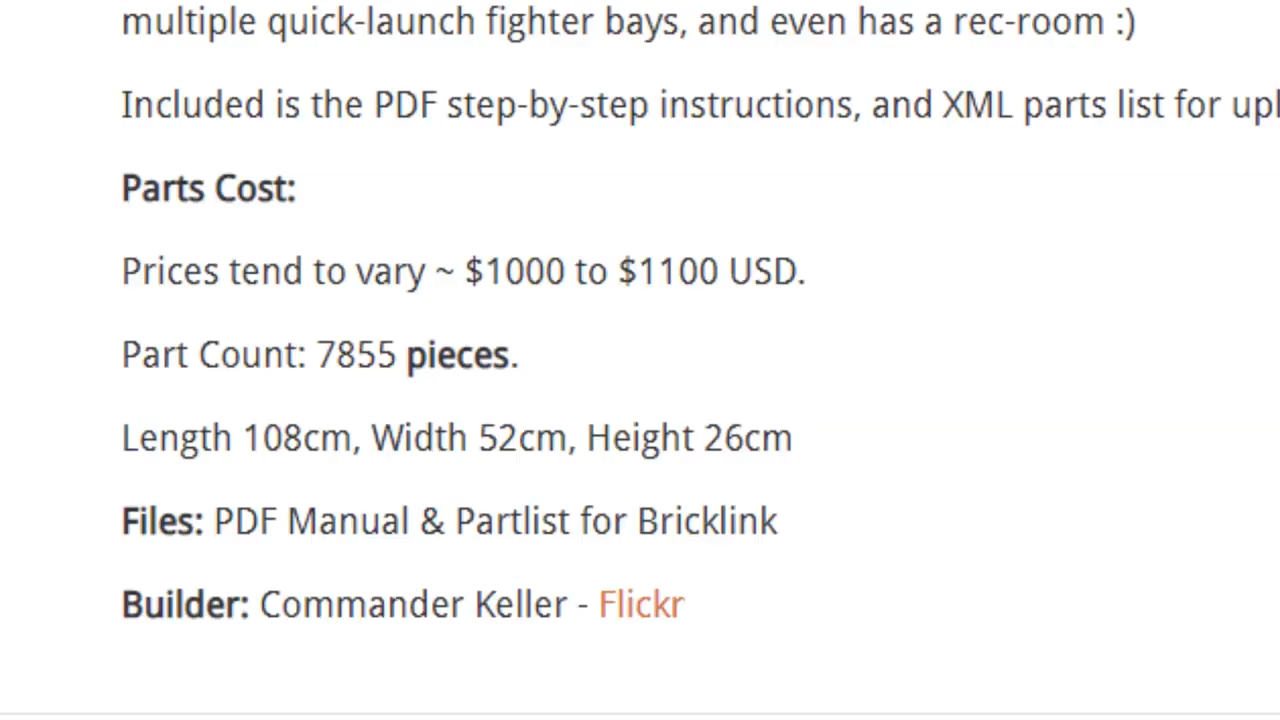 multiple quick-launch fighter bays, and even has a rec-room :)
Included is the PDF step-by-step instructions, and XML parts list for
Parts Cost:
Prices tend to vary ~ $1000 to $1100 USD.
Part Count: 7855 pieces.
Length 108cm, Width 52cm, Height 26cm
Files: PDF Manual & Partlist for Bricklink
Builder: Commander Keller - Flickr